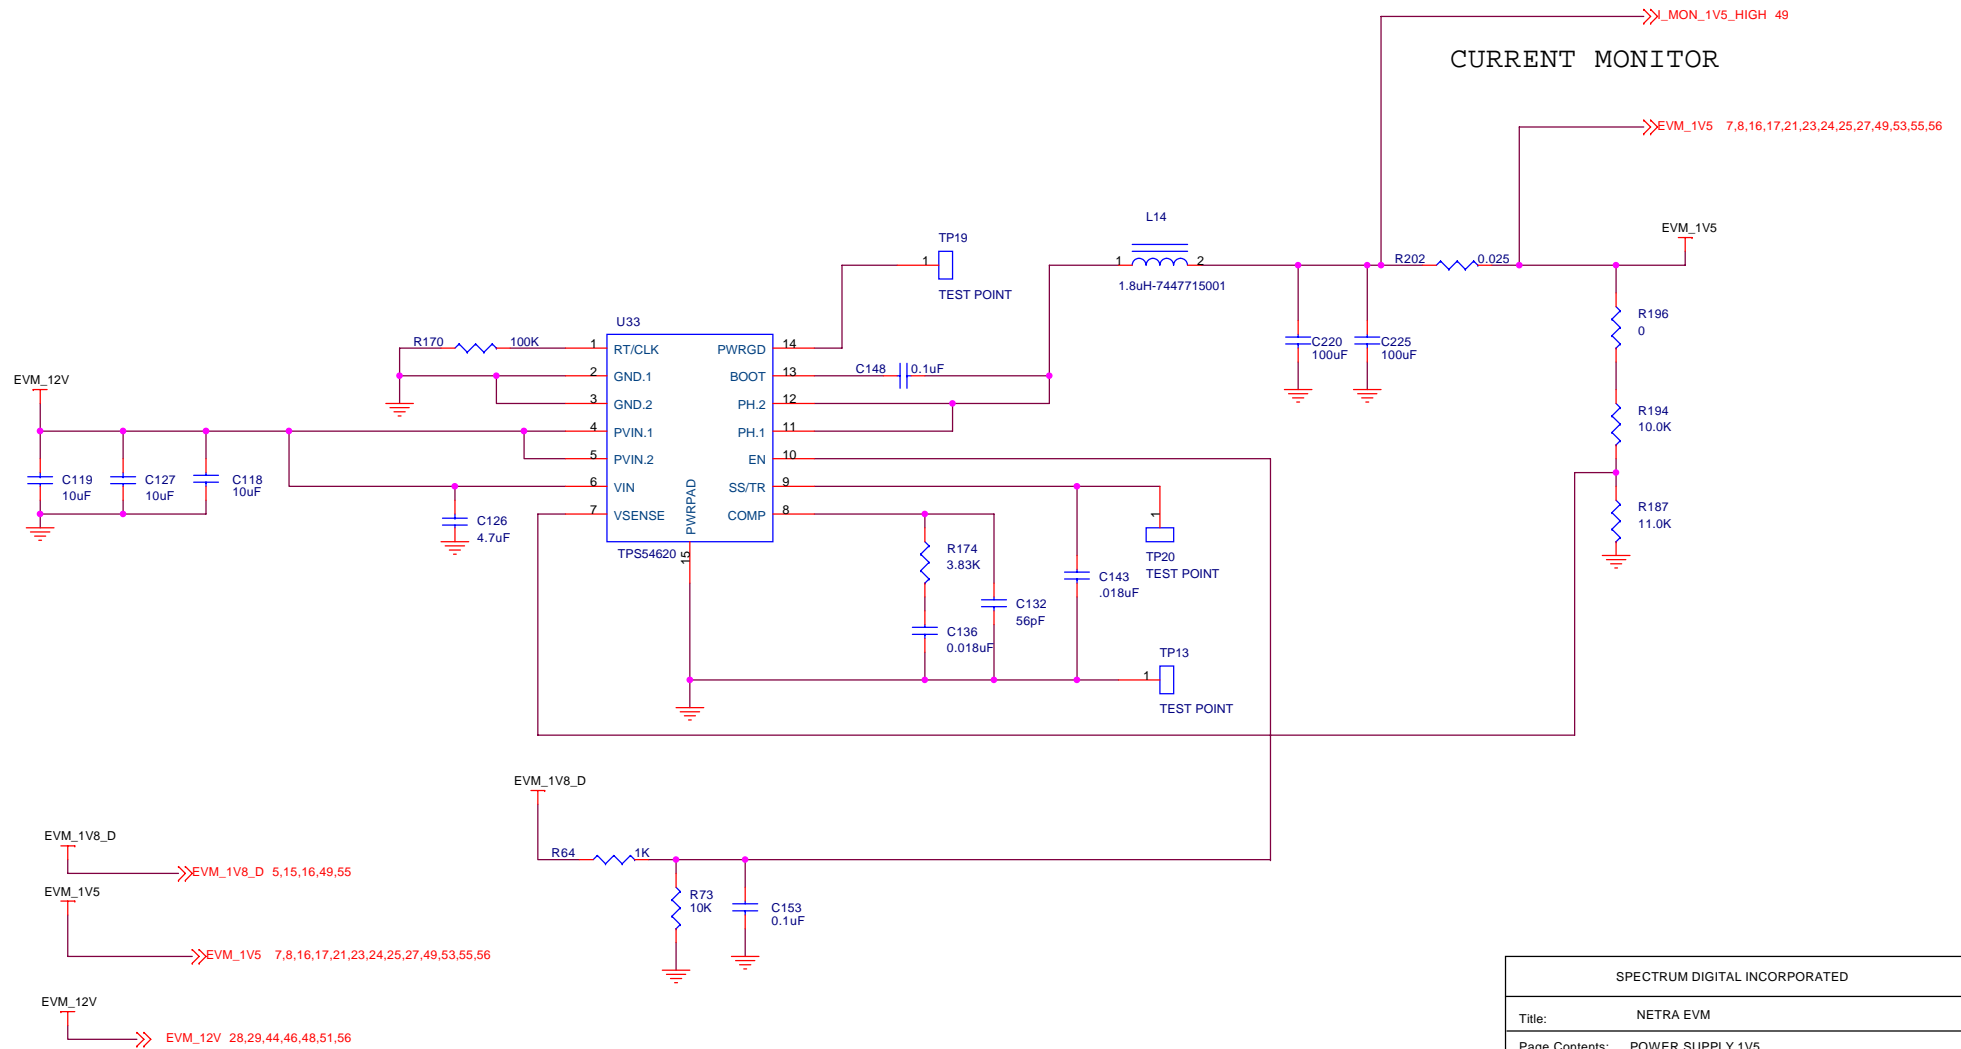 I_MON_1V5_HIGH 49
CURRENT MONITOR
EVM_1V5 7,8,16,17,21,23,24,25,27,49,53,55,56
L14
1 2
1.8uH-7447715001
R202 0.025
EVM_1V5
TP19
1
TEST POINT
U33
R170 100K
1 RT/CLK PWRGD 14
2 GND.1 BOOT 13
3 GND.2 PH.2 12
4 PVIN.1 PH.1 11
5 PVIN.2 EN 10
6 VIN SS/TR 9
7 VSENSE COMP 8
PWRPAD
15
TPS54620
C148 0.1uF
C220
100uF
C225
100uF
R196
0
R194
10.0K
R187
11.0K
EVM_12V
C119
10uF
C127
10uF
C118
10uF
C126
4.7uF
R174
3.83K
C136
0.018uF
C132
56pF
C143
.018uF
1
TP20
TEST POINT
TP13
1
TEST POINT
EVM_1V8_D
R64 1K
R73
10K
C153
0.1uF
EVM_1V8_D
EVM_1V8_D 5,15,16,49,55
EVM_1V5
EVM_1V5 7,8,16,17,21,23,24,25,27,49,53,55,56
EVM_12V
EVM_12V 28,29,44,46,48,51,56
SPECTRUM DIGITAL INCORPORATED
Title: NETRA EVM
Page Contents: POWER SUPPLY 1V5